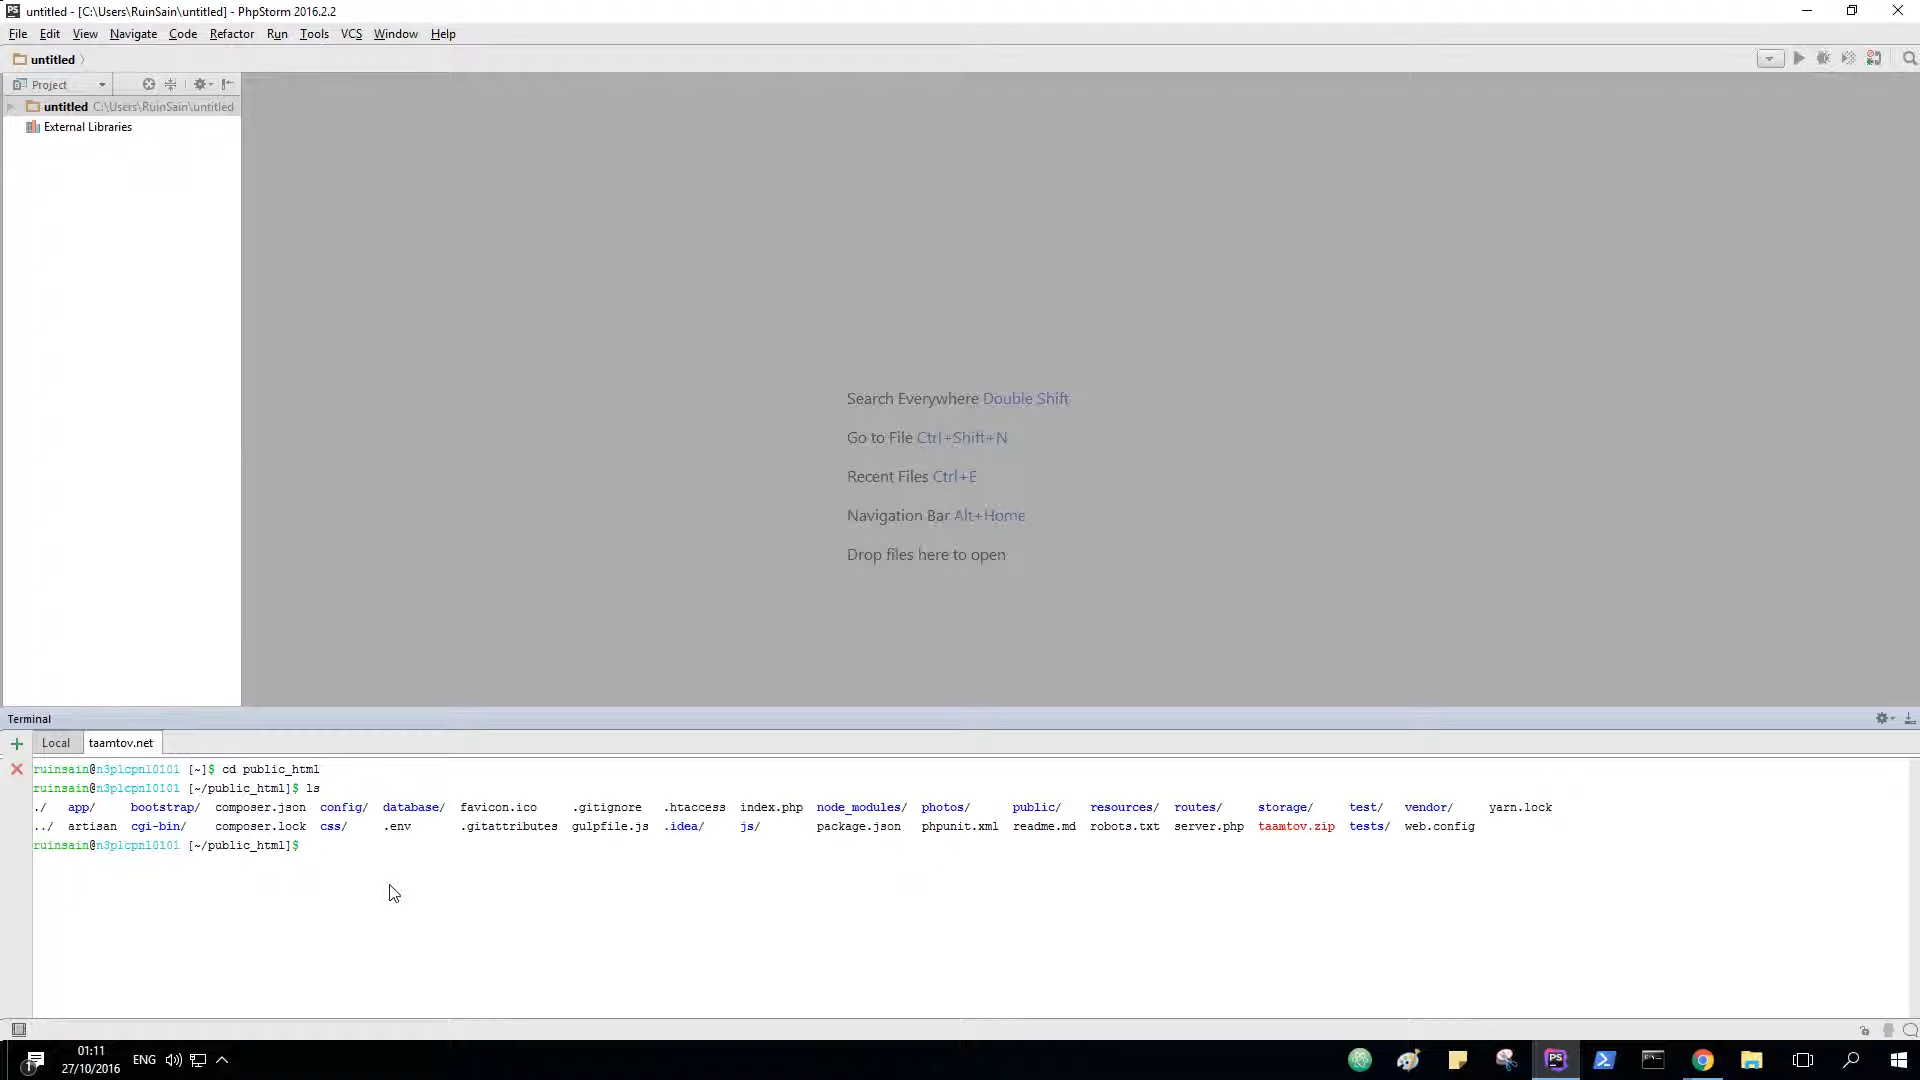 untitled - [C:\Users\RuinSain\untitled] - PhpStorm 2016.2.2
File Edit View Navigate Code Refactor Run Tools VCS Window Help
untitled
Project
untitled C:\Users\RuinSain\untitled
External Libraries
Search Everywhere Double Shift
Go to File Ctrl+Shift+N
Recent Files Ctrl+E
Navigation Bar Alt+Home
Drop files here to open
Terminal
Local taamtov.net
ruinsain@n3plcpnl0101 [~]$ cd public_html
ruinsain@n3plcpnl0101 [~/public_html]$ ls
./ app/ bootstrap/ composer.json config/ database/ favicon.ico .gitignore .htaccess index.php node_modules/ photos/ public/ resources/ routes/ storage/ test/ vendor/ yarn.lock
../ artisan cgi-bin/ composer.lock css/ .env .gitattributes gulpfile.js .idea/ js/ package.json phpunit.xml readme.md robots.txt server.php taamtov.zip tests/ web.config
ruinsain@n3plcpnl0101 [~/public_html]$
1 01:11 ENG
27/10/2016
PS